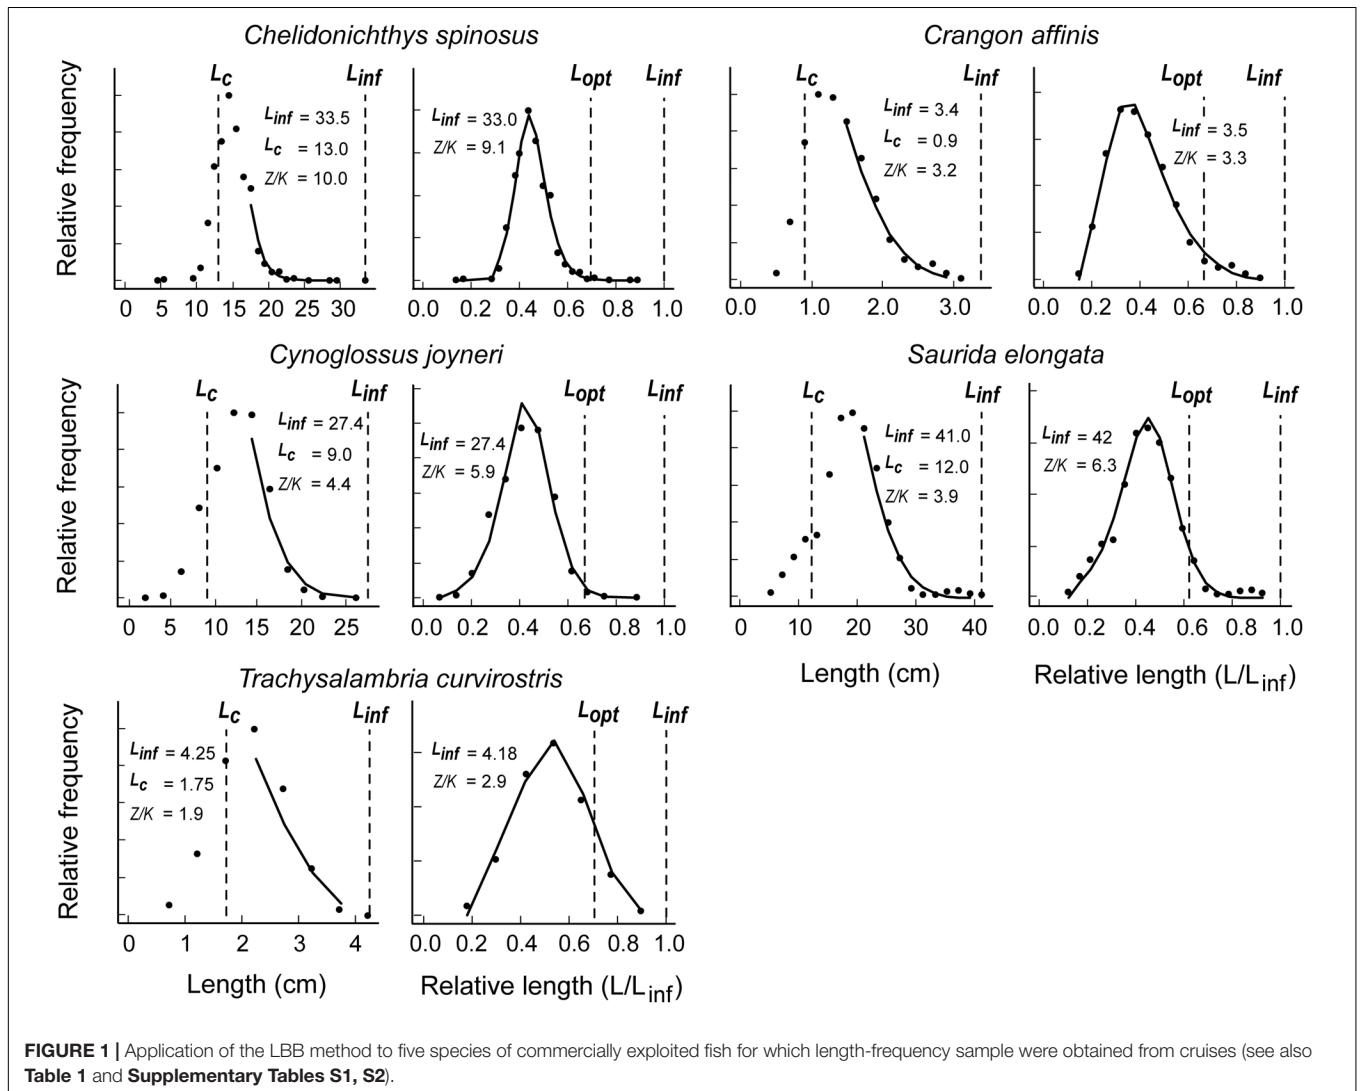 Chelidonichthys spinosus
Relative frequency
Lc
Linf
Linf = 33.5
Lc = 13.0
Z/K = 10.0
0 5 10 15 20 25 30
Lopt
Linf
Linf = 33.0
Z/K = 9.1
0.0 0.2 0.4 0.6 0.8 1.0
Crangon affinis
Lc
Linf
Linf = 3.4
Lc = 0.9
Z/K = 3.2
0.0 1.0 2.0 3.0
Lopt
Linf
Linf = 3.5
Z/K = 3.3
0.0 0.2 0.4 0.6 0.8 1.0
Cynoglossus joyneri
Relative frequency
Lc
Linf
Linf = 27.4
Lc = 9.0
Z/K = 4.4
0 5 10 15 20 25
Lopt
Linf
Linf = 27.4
Z/K = 5.9
0.0 0.2 0.4 0.6 0.8 1.0
Saurida elongata
Lc
Linf
Linf = 41.0
Lc = 12.0
Z/K = 3.9
0 10 20 30 40
Length (cm)
Lopt
Linf
Linf = 42
Z/K = 6.3
0.0 0.2 0.4 0.6 0.8 1.0
Relative length (L/Linf)
Trachysalambria curvirostris
Relative frequency
Lc
Linf
Linf = 4.25
Lc = 1.75
Z/K = 1.9
0 1 2 3 4
Length (cm)
Lopt
Linf
Linf = 4.18
Z/K = 2.9
0.0 0.2 0.4 0.6 0.8 1.0
Relative length (L/Linf)
FIGURE 1 | Application of the LBB method to five species of commercially exploited fish for which length-frequency sample were obtained from cruises (see also
Table 1 and Supplementary Tables S1, S2).